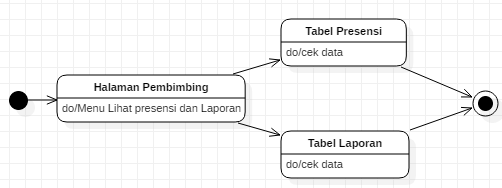 Tabel Presensi
do/cek data
Halaman Pembimbing
do/Menu Lihat presensi dan Laporan
Tabel Laporan
do/cek data